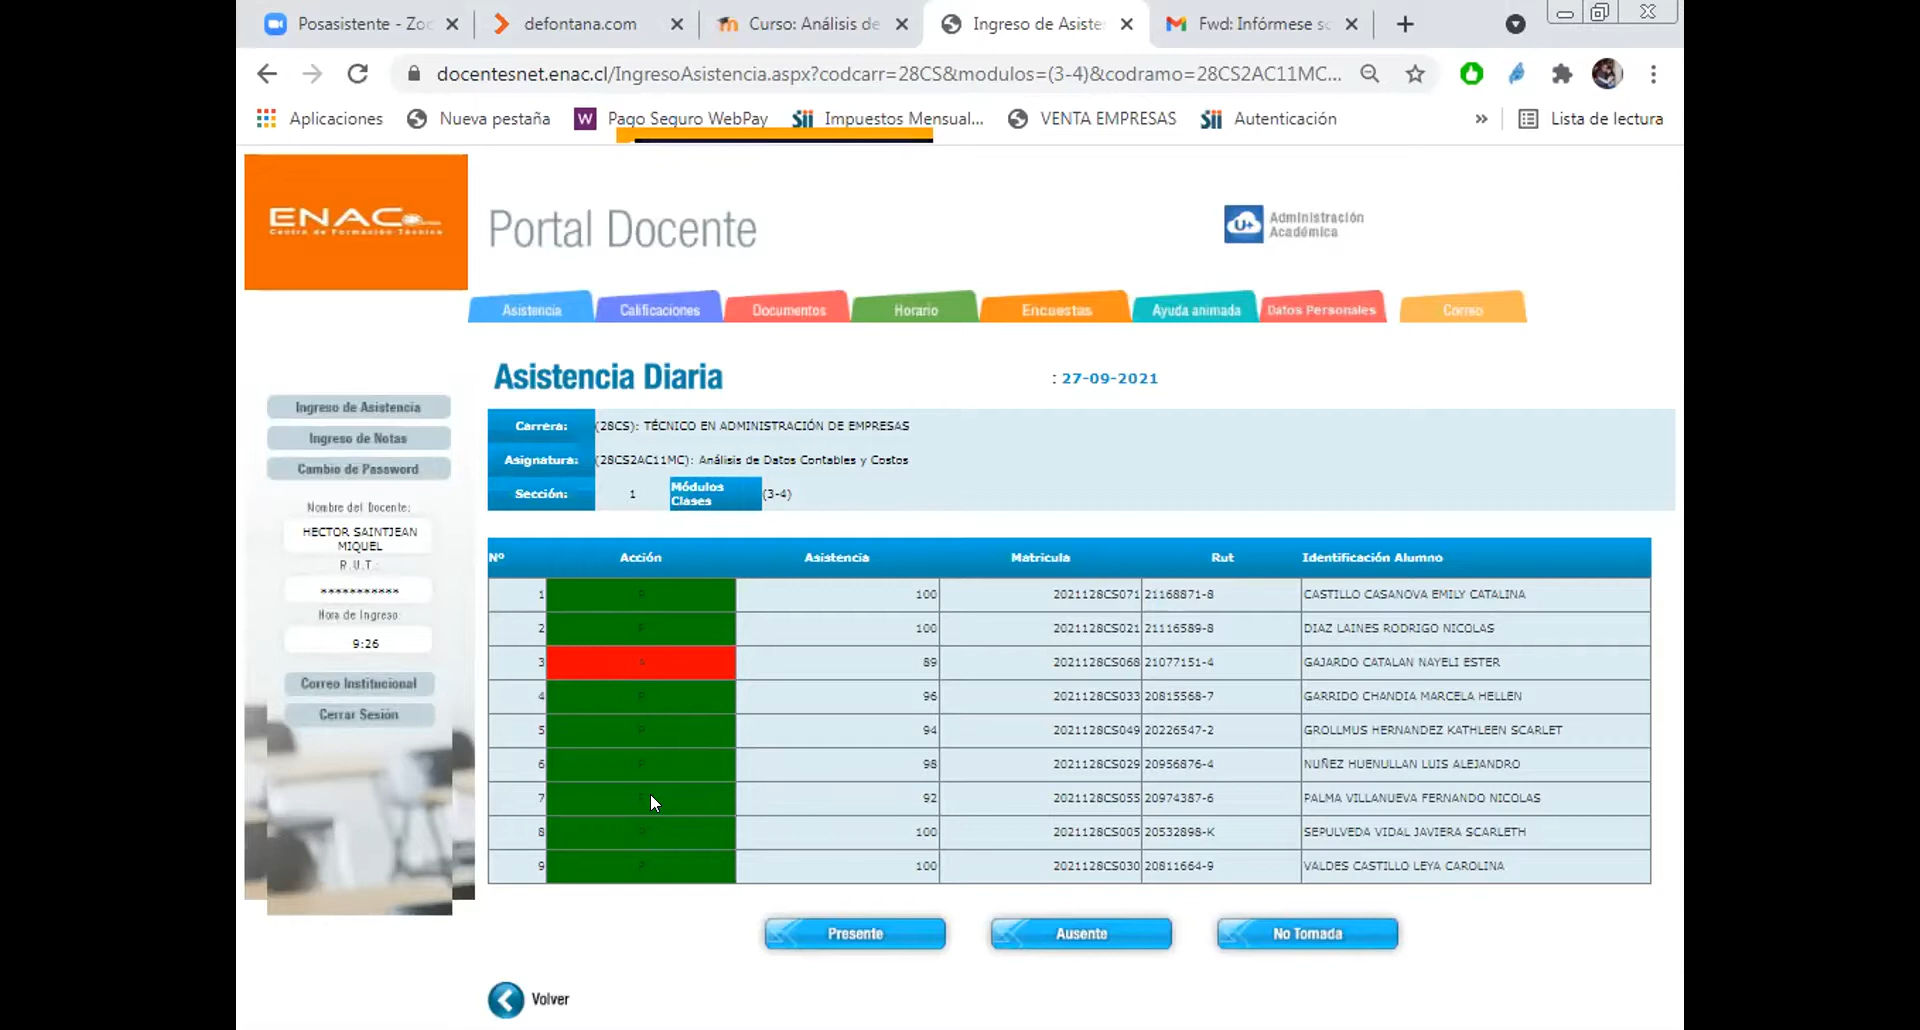 Posasistente - Zo
defontana.com
Curso: Análisis de
Ingreso de Asiste
Fwd: Infórmese s
docentesnet.enac.cl/IngresoAsistencia.aspx?codcarr=28CS&modulos=(3-4)&codramo=28CS2AC11MC...
Aplicaciones
Nueva pestaña
W
Pago Seguro WebPay
Sii
Impuestos Mensual...
VENTA EMPRESAS
Sii
Autenticación
»
Lista de lectura
ENAC
Centro de Formación Técnica
Portal Docente
U+
Administración
Académica
Asistencia
Calificaciones
Documentos
Horario
Encuestas
Ayuda animada
Datos Personales
Correo
Asistencia Diaria
: 27-09-2021
Ingreso de Asistencia
Ingreso de Notas
Cambio de Password
Nombre del Docente:
HECTOR SAINTJEAN
MIQUEL
R.U.T.:
***********
Hora de Ingreso:
9:26
Correo Institucional
Cerrar Sesión
Carrera: (28CS): TÉCNICO EN ADMINISTRACIÓN DE EMPRESAS
Asignatura: (28CS2AC11MC): Análisis de Datos Contables y Costos
Sección: 1 Módulos Clases (3-4)
Nº Acción Asistencia Matricula Rut Identificación Alumno
1 P 100 2021128CS071 21168871-8 CASTILLO CASANOVA EMILY CATALINA
2 P 100 2021128CS021 21116589-8 DIAZ LAINES RODRIGO NICOLAS
3 A 89 2021128CS068 21077151-4 GAJARDO CATALAN NAYELI ESTER
4 P 96 2021128CS033 20815568-7 GARRIDO CHANDIA MARCELA HELLEN
5 P 94 2021128CS049 20226547-2 GROLLMUS HERNANDEZ KATHLEEN SCARLET
6 P 98 2021128CS029 20956876-4 NUÑEZ HUENULLAN LUIS ALEJANDRO
7 P 92 2021128CS055 20974387-6 PALMA VILLANUEVA FERNANDO NICOLAS
8 P 100 2021128CS005 20532898-K SEPULVEDA VIDAL JAVIERA SCARLETH
9 P 100 2021128CS030 20811664-9 VALDES CASTILLO LEYA CAROLINA
Presente
Ausente
No Tomada
Volver